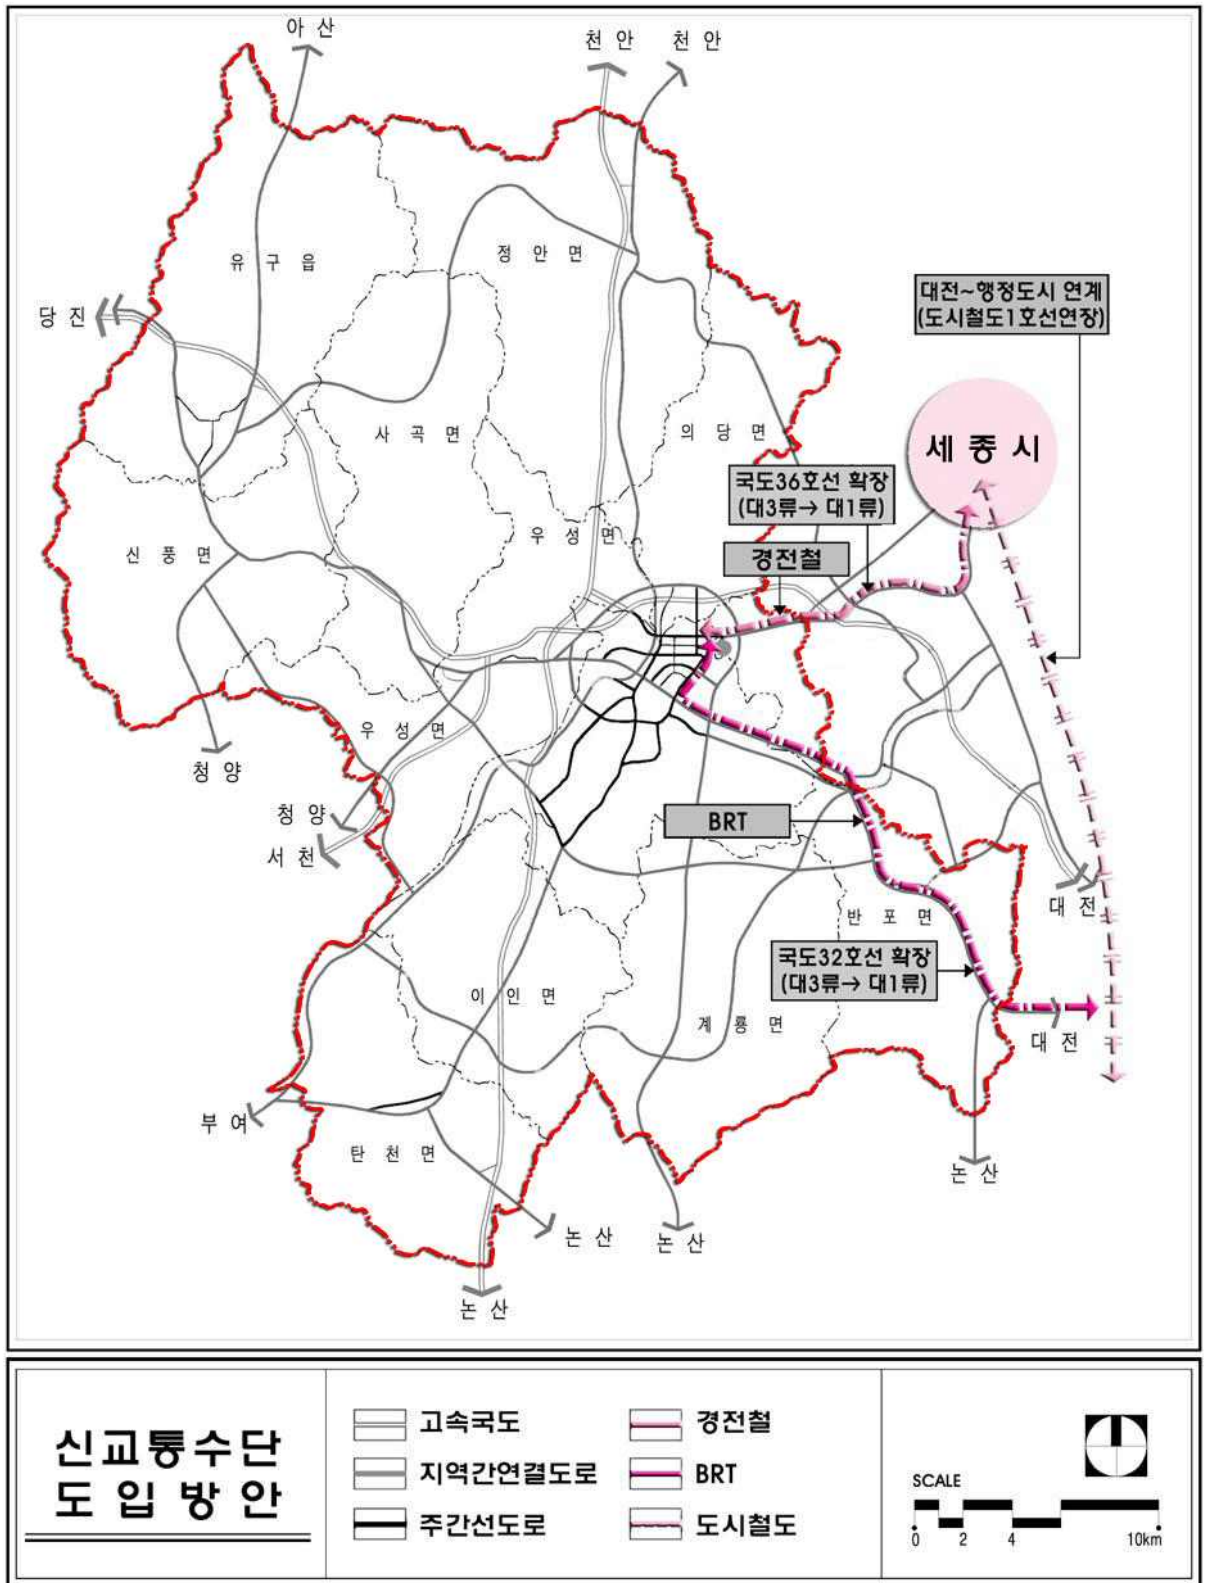 아 산
천 안
천 안
유 구 읍
정 안 면
당 진
대전~행정도시 연계
(도시철도1호선연장)
사 곡 면
의 당 면
세 종 시
국도36호선 확장
(대3류→ 대1류)
우 성 면
신 풍 면
경전철
우 성 면
청 양
청 양
서 천
BRT
대 전
반 포 면
국도32호선 확장
(대3류→ 대1류)
이 인 면
계 룡 면
대 전
부 여
탄 천 면
논 산
논 산
논 산
논 산
신교통수단
도 입 방 안
고속국도
지역간연결도로
주간선도로
경전철
BRT
도시철도
SCALE
0 2 4 10km